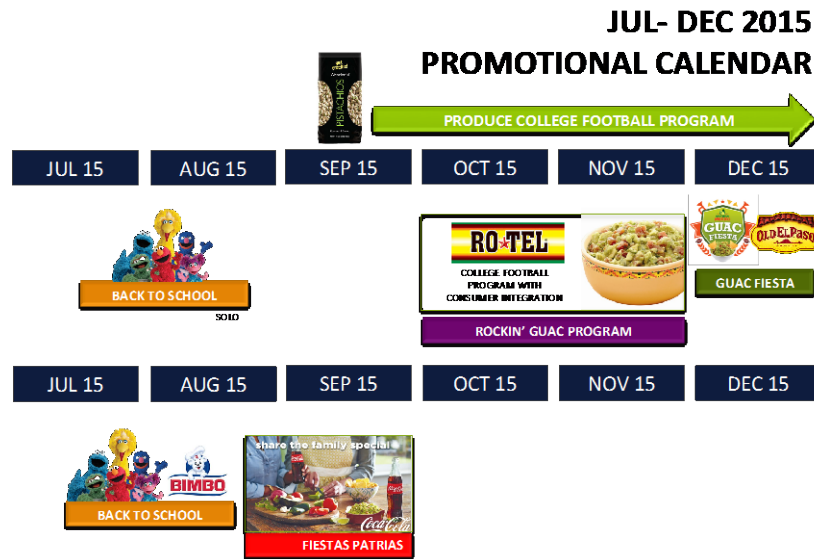 JUL- DEC 2015
PROMOTIONAL CALENDAR
PISTACHIOS
PRODUCE COLLEGE FOOTBALL PROGRAM
JUL 15 AUG 15 SEP 15 OCT 15 NOV 15 DEC 15
RO★TEL
COLLEGE FOOTBALL
PROGRAM WITH
CONSUMER INTEGRATION
GUAC
FIESTA
OLD EL PASO
BACK TO SCHOOL
SOLO
ROCKIN’ GUAC PROGRAM
GUAC FIESTA
JUL 15 AUG 15 SEP 15 OCT 15 NOV 15 DEC 15
BIMBO
BACK TO SCHOOL
share the family special
Coca-Cola
FIESTAS PATRIAS